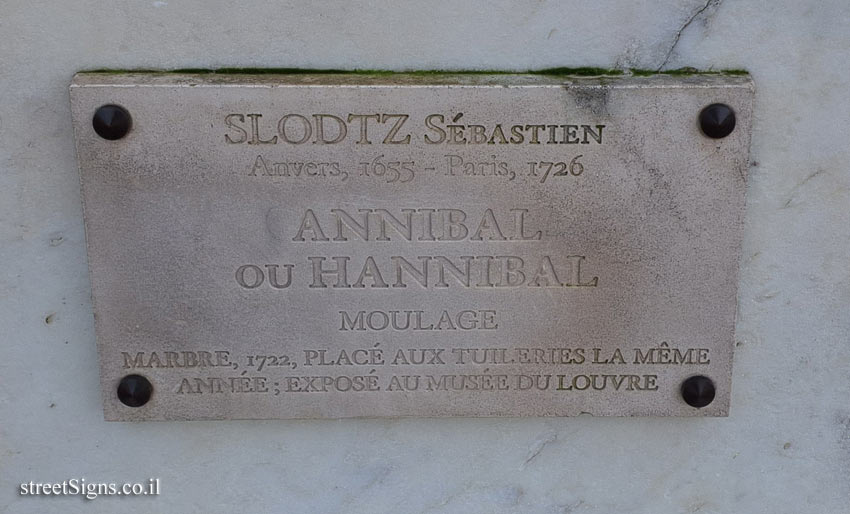 SLODTZ SÉBASTIEN
Anvers, 1655 - Paris, 1726
ANNIBAL
OU HANNIBAL
MOULAGE
MARBRE, 1722, PLACÉ AUX TUILERIES LA MÊME
ANNÉE ; EXPOSÉ AU MUSÉE DU LOUVRE
streetSigns.co.il